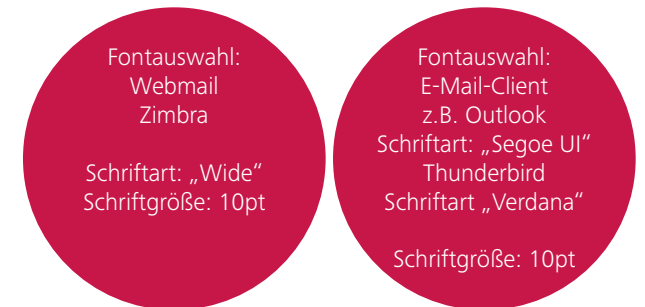 Fontauswahl:
Webmail
Zimbra
Schriftart: „Wide“
Schriftgröße: 10pt
Fontauswahl:
E-Mail-Client
z.B. Outlook
Schriftart: „Segoe UI“
Thunderbird
Schriftart „Verdana“
Schriftgröße: 10pt